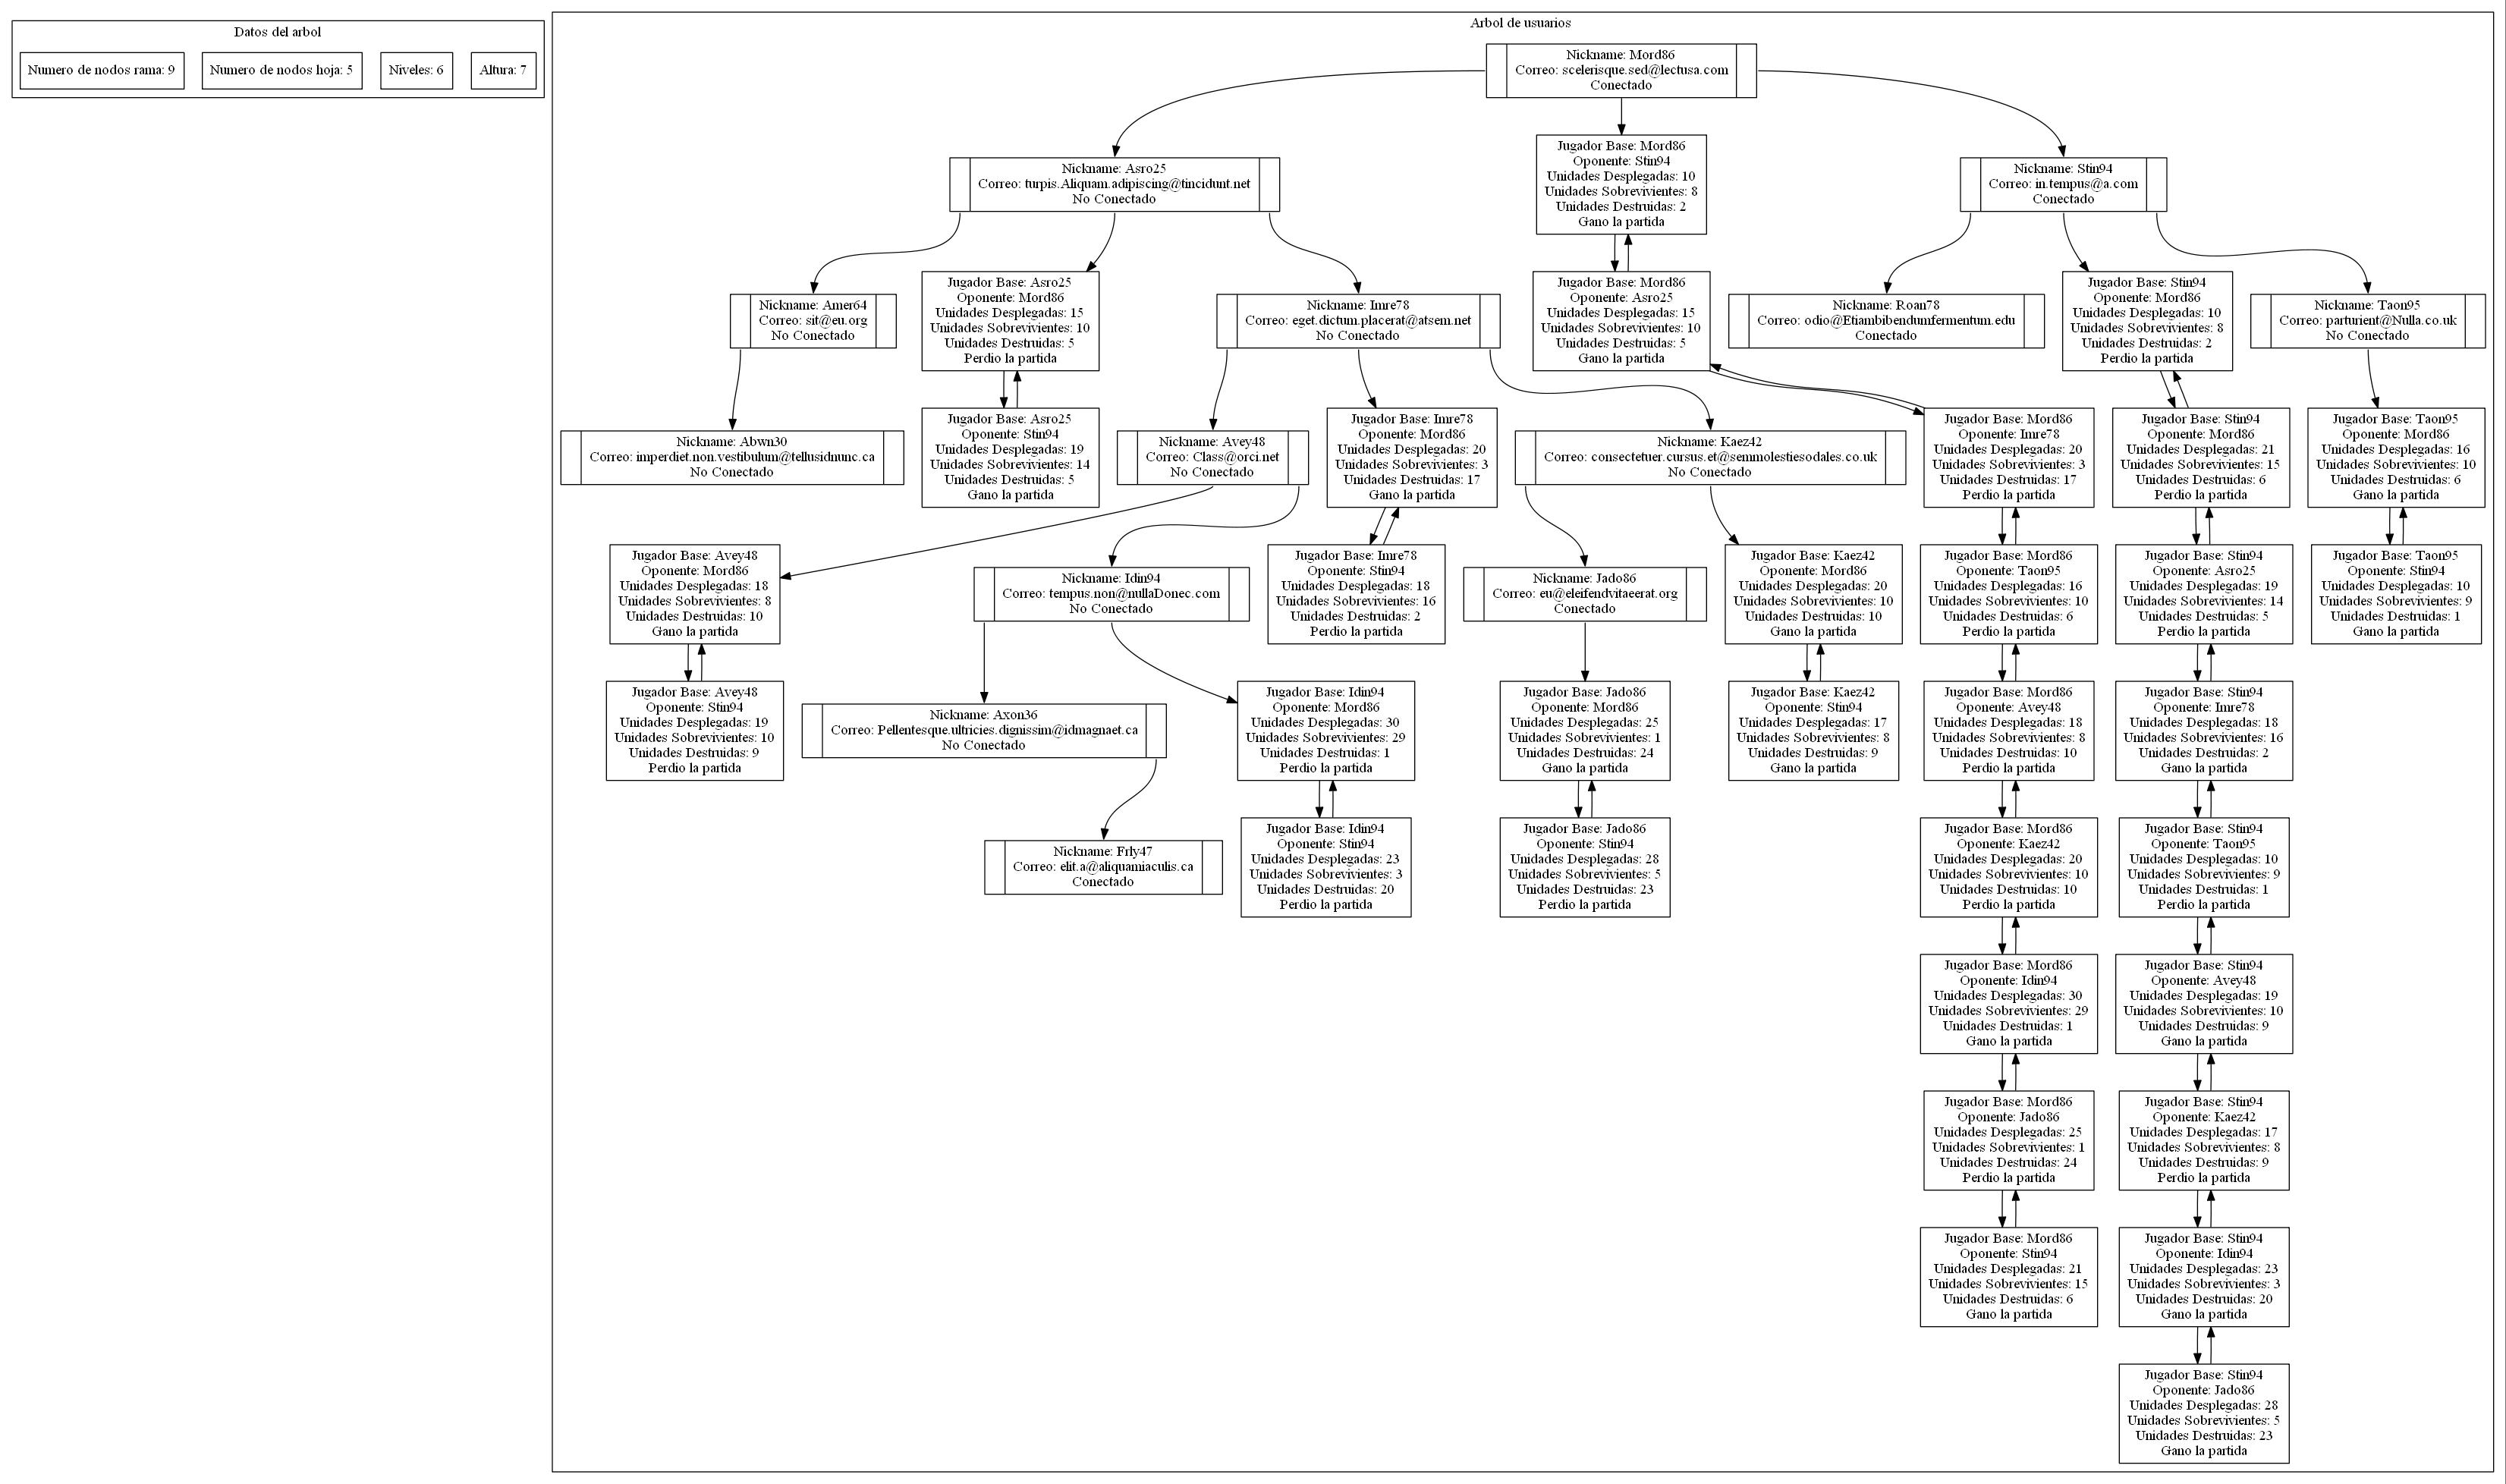 Datos del arbol
Numero de nodos rama: 9
Numero de nodos hoja: 5
Niveles: 6
Altura: 7
Arbol de usuarios
Nickname: Mord86
Correo: scelerisque.sed@lectusa.com
Conectado
Nickname: Asro25
Correo: turpis.Aliquam.adipiscing@tincidunt.net
No Conectado
Jugador Base: Mord86
Oponente: Stin94
Unidades Desplegadas: 10
Unidades Sobrevivientes: 8
Unidades Destruidas: 2
Gano la partida
Nickname: Stin94
Correo: in.tempus@a.com
Conectado
Nickname: Amer64
Correo: sit@eu.org
No Conectado
Jugador Base: Asro25
Oponente: Mord86
Unidades Desplegadas: 15
Unidades Sobrevivientes: 10
Unidades Destruidas: 5
Perdio la partida
Nickname: Imre78
Correo: eget.dictum.placerat@atsem.net
No Conectado
Jugador Base: Mord86
Oponente: Asro25
Unidades Desplegadas: 15
Unidades Sobrevivientes: 10
Unidades Destruidas: 5
Gano la partida
Nickname: Roan78
Correo: odio@Etiambibendumfermentum.edu
Conectado
Jugador Base: Stin94
Oponente: Mord86
Unidades Desplegadas: 10
Unidades Sobrevivientes: 8
Unidades Destruidas: 2
Perdio la partida
Nickname: Taon95
Correo: parturient@Nulla.co.uk
No Conectado
Nickname: Abwn30
Correo: imperdiet.non.vestibulum@tellusidnunc.ca
No Conectado
Jugador Base: Asro25
Oponente: Stin94
Unidades Desplegadas: 19
Unidades Sobrevivientes: 14
Unidades Destruidas: 5
Gano la partida
Nickname: Avey48
Correo: Class@orci.net
No Conectado
Jugador Base: Imre78
Oponente: Mord86
Unidades Desplegadas: 20
Unidades Sobrevivientes: 3
Unidades Destruidas: 17
Gano la partida
Nickname: Kaez42
Correo: consectetuer.cursus.et@semmolestiesodales.co.uk
No Conectado
Jugador Base: Mord86
Oponente: Imre78
Unidades Desplegadas: 20
Unidades Sobrevivientes: 3
Unidades Destruidas: 17
Perdio la partida
Jugador Base: Stin94
Oponente: Mord86
Unidades Desplegadas: 21
Unidades Sobrevivientes: 15
Unidades Destruidas: 6
Perdio la partida
Jugador Base: Taon95
Oponente: Mord86
Unidades Desplegadas: 16
Unidades Sobrevivientes: 10
Unidades Destruidas: 6
Gano la partida
Jugador Base: Avey48
Oponente: Mord86
Unidades Desplegadas: 18
Unidades Sobrevivientes: 8
Unidades Destruidas: 10
Gano la partida
Nickname: Idin94
Correo: tempus.non@nullaDonec.com
No Conectado
Jugador Base: Imre78
Oponente: Stin94
Unidades Desplegadas: 18
Unidades Sobrevivientes: 16
Unidades Destruidas: 2
Perdio la partida
Nickname: Jado86
Correo: eu@eleifendvitaeerat.org
Conectado
Jugador Base: Kaez42
Oponente: Mord86
Unidades Desplegadas: 20
Unidades Sobrevivientes: 10
Unidades Destruidas: 10
Gano la partida
Jugador Base: Mord86
Oponente: Taon95
Unidades Desplegadas: 16
Unidades Sobrevivientes: 10
Unidades Destruidas: 6
Perdio la partida
Jugador Base: Stin94
Oponente: Asro25
Unidades Desplegadas: 19
Unidades Sobrevivientes: 14
Unidades Destruidas: 5
Perdio la partida
Jugador Base: Taon95
Oponente: Stin94
Unidades Desplegadas: 10
Unidades Sobrevivientes: 9
Unidades Destruidas: 1
Gano la partida
Jugador Base: Avey48
Oponente: Stin94
Unidades Desplegadas: 19
Unidades Sobrevivientes: 10
Unidades Destruidas: 9
Perdio la partida
Nickname: Axon36
Correo: Pellentesque.ultricies.dignissim@idmagnaet.ca
No Conectado
Jugador Base: Idin94
Oponente: Mord86
Unidades Desplegadas: 30
Unidades Sobrevivientes: 29
Unidades Destruidas: 1
Perdio la partida
Jugador Base: Jado86
Oponente: Mord86
Unidades Desplegadas: 25
Unidades Sobrevivientes: 1
Unidades Destruidas: 24
Gano la partida
Jugador Base: Kaez42
Oponente: Stin94
Unidades Desplegadas: 17
Unidades Sobrevivientes: 8
Unidades Destruidas: 9
Gano la partida
Jugador Base: Mord86
Oponente: Avey48
Unidades Desplegadas: 18
Unidades Sobrevivientes: 8
Unidades Destruidas: 10
Perdio la partida
Jugador Base: Stin94
Oponente: Imre78
Unidades Desplegadas: 18
Unidades Sobrevivientes: 16
Unidades Destruidas: 2
Gano la partida
Nickname: Frly47
Correo: elit.a@aliquamiaculis.ca
Conectado
Jugador Base: Idin94
Oponente: Stin94
Unidades Desplegadas: 23
Unidades Sobrevivientes: 3
Unidades Destruidas: 20
Perdio la partida
Jugador Base: Jado86
Oponente: Stin94
Unidades Desplegadas: 28
Unidades Sobrevivientes: 5
Unidades Destruidas: 23
Perdio la partida
Jugador Base: Mord86
Oponente: Kaez42
Unidades Desplegadas: 20
Unidades Sobrevivientes: 10
Unidades Destruidas: 10
Perdio la partida
Jugador Base: Stin94
Oponente: Taon95
Unidades Desplegadas: 10
Unidades Sobrevivientes: 9
Unidades Destruidas: 1
Perdio la partida
Jugador Base: Mord86
Oponente: Idin94
Unidades Desplegadas: 30
Unidades Sobrevivientes: 29
Unidades Destruidas: 1
Gano la partida
Jugador Base: Stin94
Oponente: Avey48
Unidades Desplegadas: 19
Unidades Sobrevivientes: 10
Unidades Destruidas: 9
Gano la partida
Jugador Base: Mord86
Oponente: Jado86
Unidades Desplegadas: 25
Unidades Sobrevivientes: 1
Unidades Destruidas: 24
Perdio la partida
Jugador Base: Stin94
Oponente: Kaez42
Unidades Desplegadas: 17
Unidades Sobrevivientes: 8
Unidades Destruidas: 9
Perdio la partida
Jugador Base: Mord86
Oponente: Stin94
Unidades Desplegadas: 21
Unidades Sobrevivientes: 15
Unidades Destruidas: 6
Gano la partida
Jugador Base: Stin94
Oponente: Idin94
Unidades Desplegadas: 23
Unidades Sobrevivientes: 3
Unidades Destruidas: 20
Gano la partida
Jugador Base: Stin94
Oponente: Jado86
Unidades Desplegadas: 28
Unidades Sobrevivientes: 5
Unidades Destruidas: 23
Gano la partida